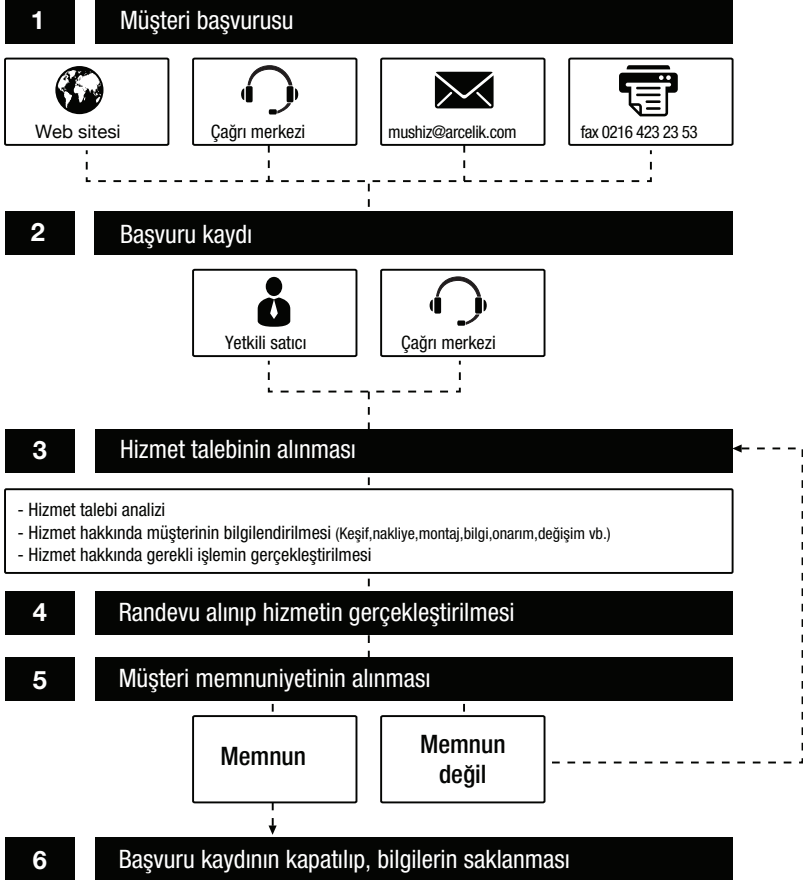 1 Müşteri başvurusu
Web sitesi
Çağrı merkezi
mushiz@arcelik.com
fax 0216 423 23 53
2 Başvuru kaydı
Yetkili satıcı
Çağrı merkezi
3 Hizmet talebinin alınması
- Hizmet talebi analizi
- Hizmet hakkında müşterinin bilgilendirilmesi (Keşif,nakliye,montaj,bilgi,onarım,değişim vb.)
- Hizmet hakkında gerekli işlemin gerçekleştirilmesi
4 Randevu alınıp hizmetin gerçekleştirilmesi
5 Müşteri memnuniyetinin alınması
Memnun
Memnun
değil
6 Başvuru kaydının kapatılıp, bilgilerin saklanması